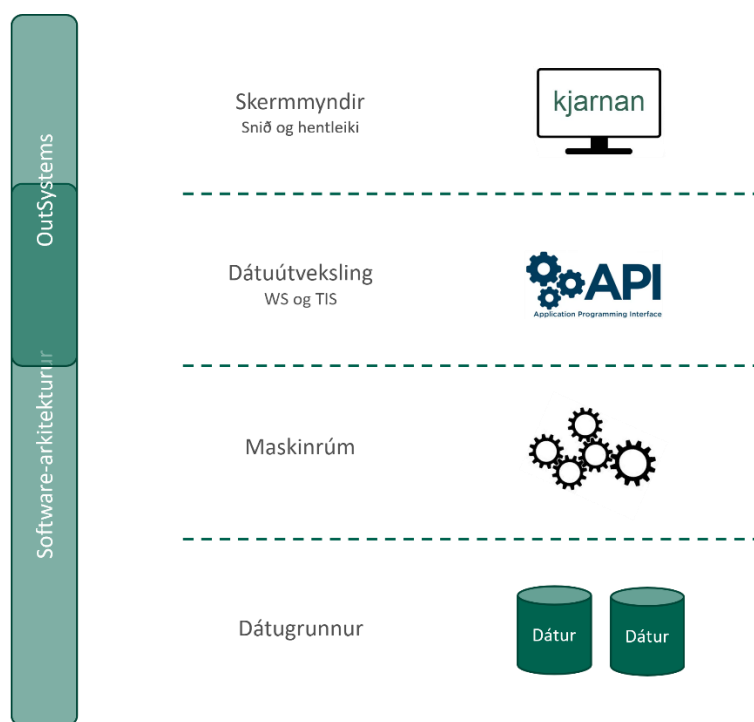 OutSystems
Software-arkitekturur
Skermmyndir
Snið og hentleiki
kjarnan
Dátuútveksling
WS og TIS
API
Application Programming Interface
Maskinrúm
Dátugrunnur
Dátur
Dátur